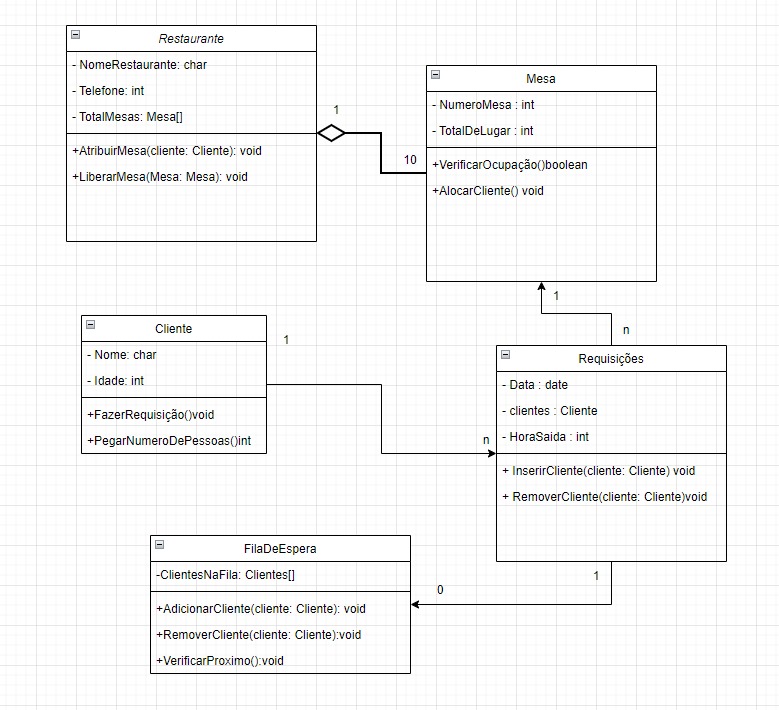 Restaurante
- NomeRestaurante: char
- Telefone: int
- TotalMesas: Mesa[]
+AtribuirMesa(cliente: Cliente): void
+LiberarMesa(Mesa: Mesa): void
1
10
Mesa
- NumeroMesa : int
- TotalDeLugar : int
+VerificarOcupação()boolean
+AlocarCliente() void
1
n
Cliente
- Nome: char
- Idade: int
+FazerRequisição()void
+PegarNumeroDePessoas()int
1
n
Requisições
- Data : date
- clientes : Cliente
- HoraSaida : int
+ InserirCliente(cliente: Cliente) void
+ RemoverCliente(cliente: Cliente)void
1
0
FilaDeEspera
-ClientesNaFila: Clientes[]
+AdicionarCliente(cliente: Cliente): void
+RemoverCliente(cliente: Cliente):void
+VerificarProximo():void